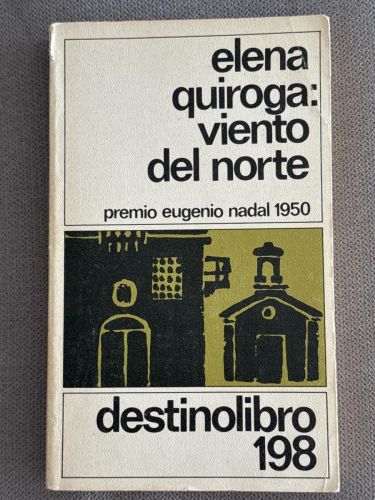 elena
quiroga:
viento
del norte
premio eugenio nadal 1950
destinolibro
198